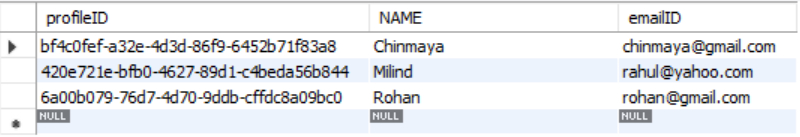 profileID NAME emailID
bf4c0fef-a32e-4d3d-86f9-6452b71f83a8 Chinmaya chinmaya@gmail.com
420e721e-bfb0-4627-89d1-c4beda56b844 Milind rahul@yahoo.com
6a00b079-76d7-4d70-9ddb-cffdc8a09bc0 Rohan rohan@gmail.com
NULL NULL NULL